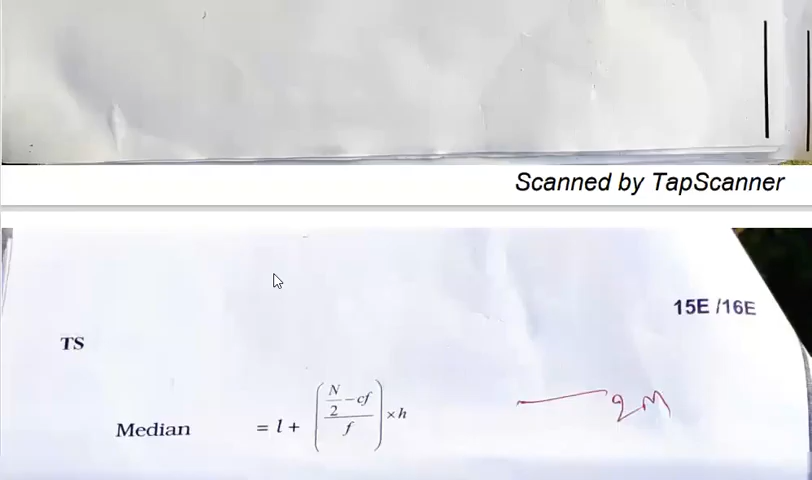 Scanned by TapScanner
15E /16E
TS
Median = l + ( (N/2 − cf) / f ) × h
2M